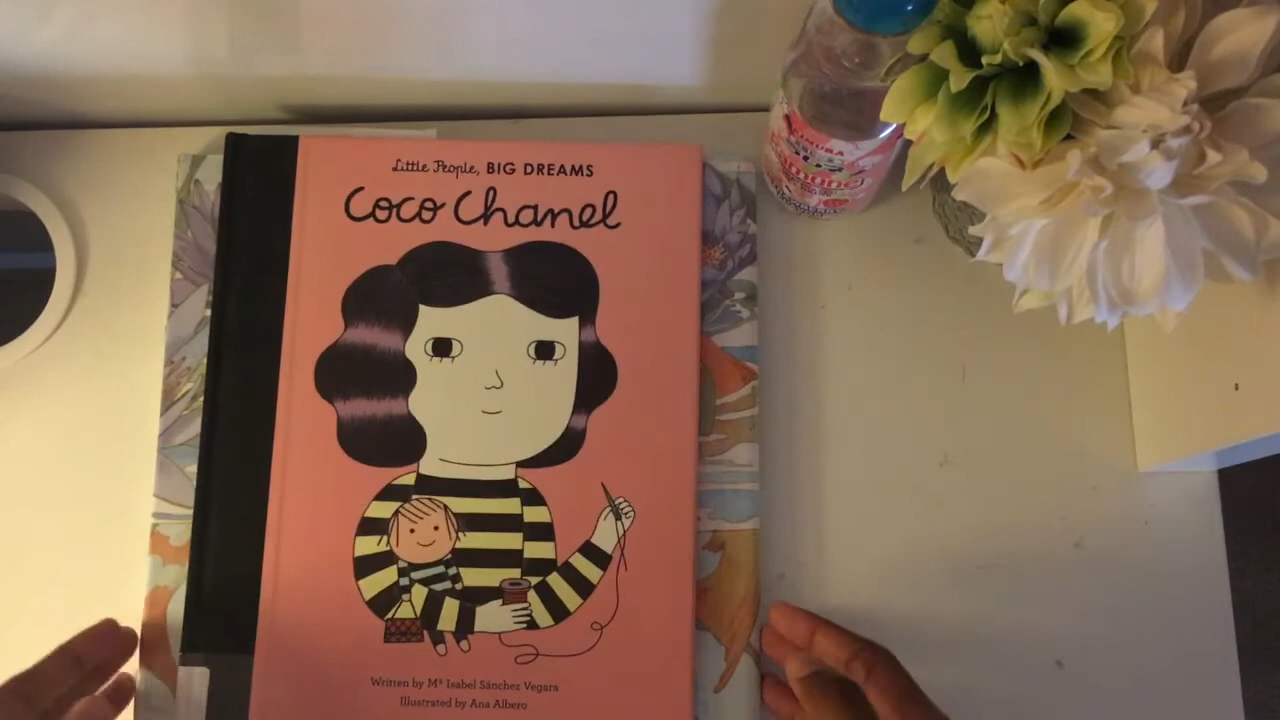 Little People, BIG DREAMS
Coco Chanel
Written by Mª Isabel Sánchez Vegara
Illustrated by Ana Albero